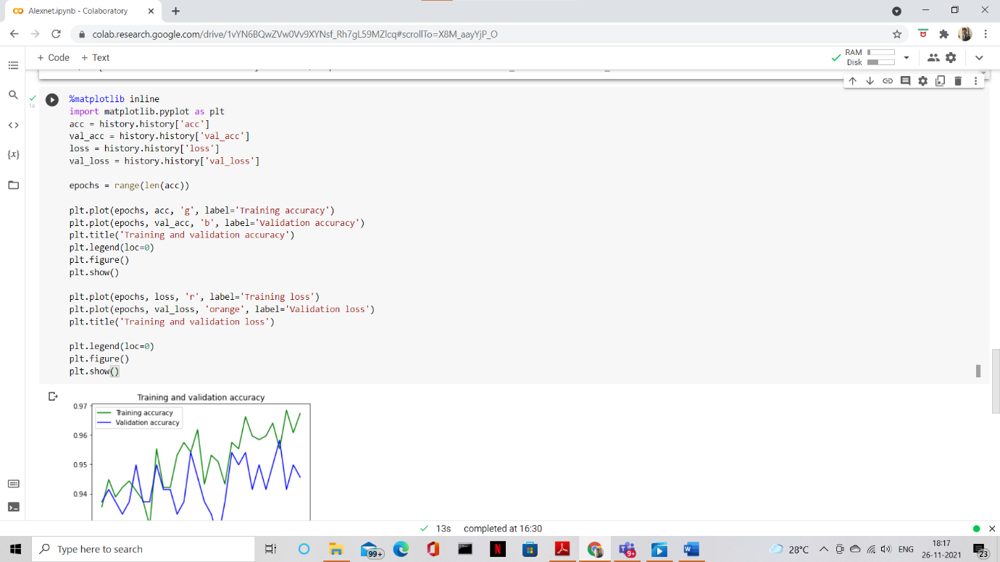 Alexnet.ipynb - Colaboratory
colab.research.google.com/drive/1vYN6BQwZVw0Vv9XYNsf_Rh7gL59MZlcq#scrollTo=X8M_aayYjP_O
+ Code + Text
RAM
Disk
1s
%matplotlib inline
import matplotlib.pyplot as plt
acc = history.history['acc']
val_acc = history.history['val_acc']
loss = history.history['loss']
val_loss = history.history['val_loss']
epochs = range(len(acc))
plt.plot(epochs, acc, 'g', label='Training accuracy')
plt.plot(epochs, val_acc, 'b', label='Validation accuracy')
plt.title('Training and validation accuracy')
plt.legend(loc=0)
plt.figure()
plt.show()
plt.plot(epochs, loss, 'r', label='Training loss')
plt.plot(epochs, val_loss, 'orange', label='Validation loss')
plt.title('Training and validation loss')
plt.legend(loc=0)
plt.figure()
plt.show()
Training and validation accuracy
0.97
Training accuracy
Validation accuracy
0.96
0.95
0.94
13s completed at 16:30
Type here to search
99+
9+
28°C
ENG
18:17
26-11-2021
23